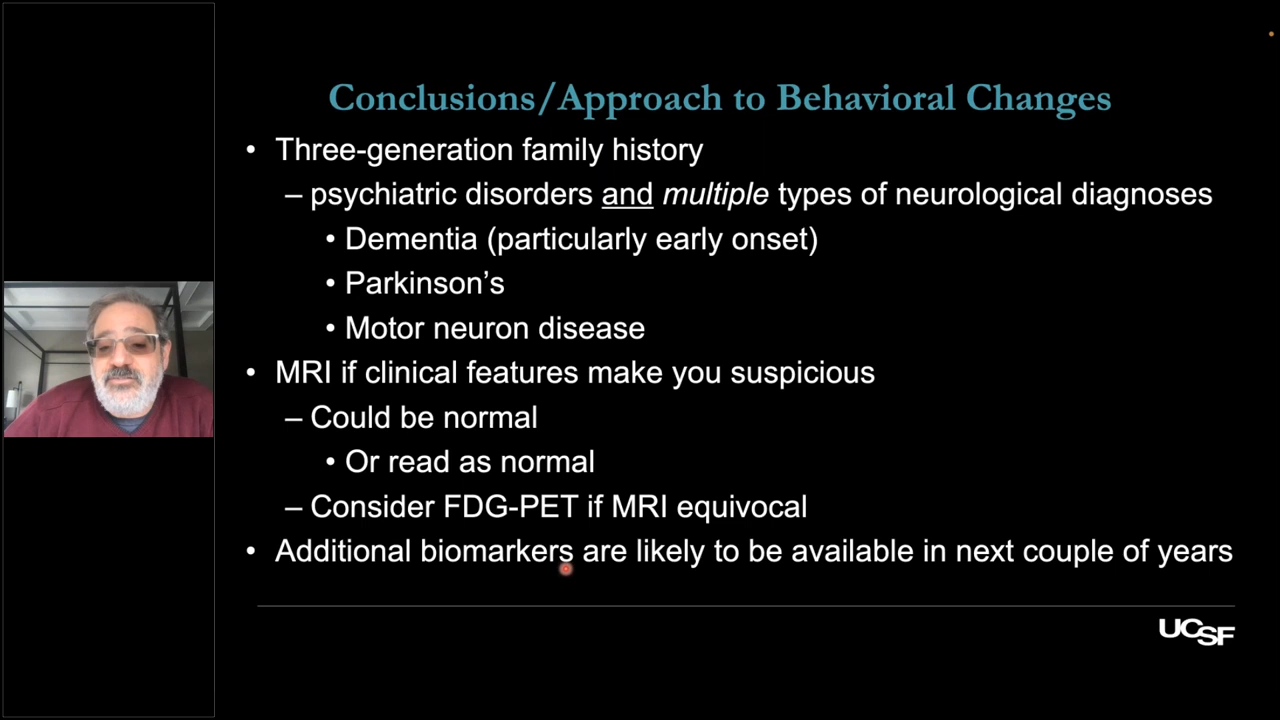 Conclusions/Approach to Behavioral Changes
• Three-generation family history
– psychiatric disorders and multiple types of neurological diagnoses
• Dementia (particularly early onset)
• Parkinson’s
• Motor neuron disease
• MRI if clinical features make you suspicious
– Could be normal
• Or read as normal
– Consider FDG-PET if MRI equivocal
• Additional biomarkers are likely to be available in next couple of years
UCSF